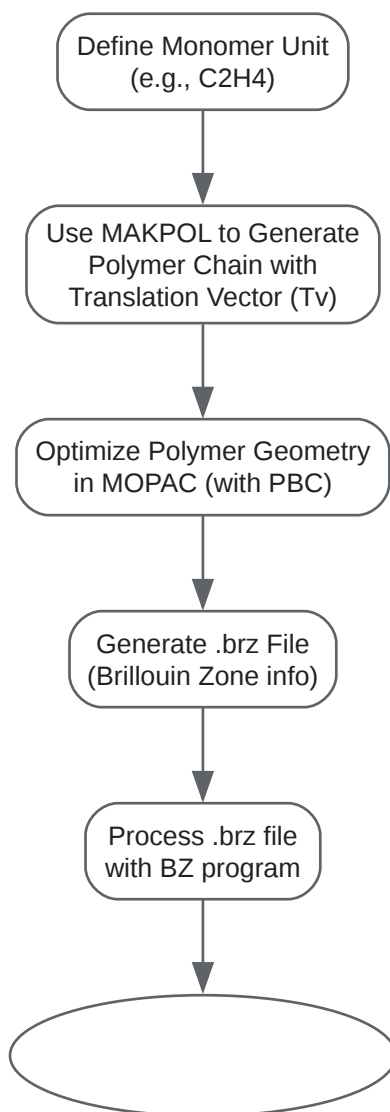 Define Monomer Unit
(e.g., C2H4)
Use MAKPOL to Generate
Polymer Chain with
Translation Vector (Tv)
Optimize Polymer Geometry
in MOPAC (with PBC)
Generate .brz File
(Brillouin Zone info)
Process .brz file
with BZ program